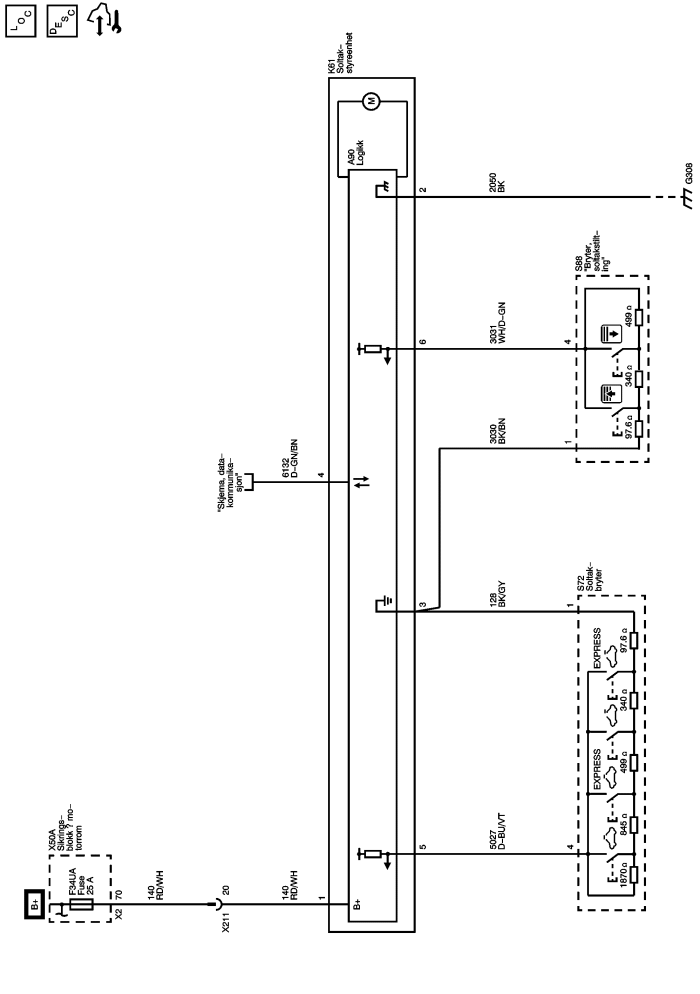 LOC
DESC
K61
Soltak-
styreenhet
M
A90
Logikk
2
2050
BK
G308
6
3031
WH/D-GN
4
S88
"Bryter,
soltakstilt-
ing"
499 Ω
340 Ω
97.6 Ω
3030
BK/BN
1
"Skjema, data-
kommunika-
sjon"
6132
D-GN/BN
4
3
128
BK/GY
1
S72
Soltak-
bryter
EXPRESS
97.6 Ω
340 Ω
EXPRESS
499 Ω
845 Ω
1870 Ω
5
5027
D-BU/VT
4
X50A
Sikrings-
blokk ? mo-
torrom
B+
F34UA
Fuse
25 A
X2
70
140
RD/WH
X211
20
140
RD/WH
1
B+